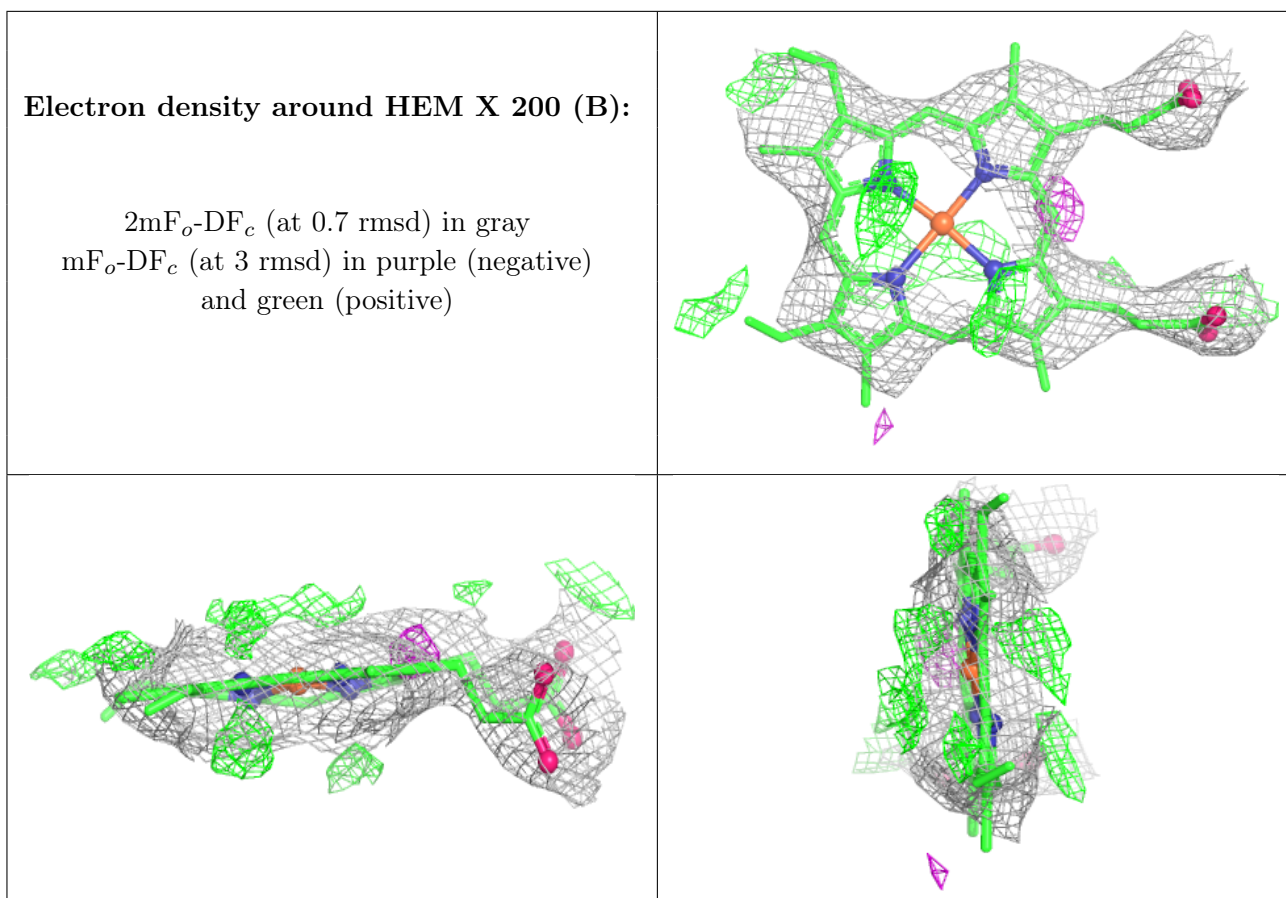 Electron density around HEM X 200 (B):
2mFo-DFc (at 0.7 rmsd) in gray
mFo-DFc (at 3 rmsd) in purple (negative)
and green (positive)